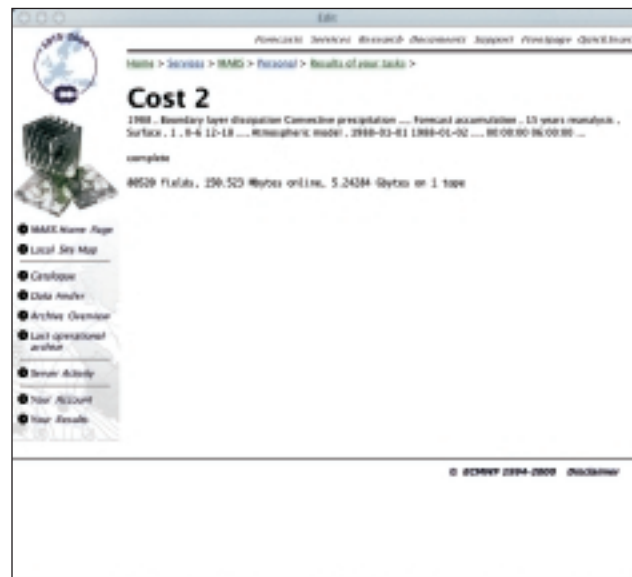 Edit
Forecasts Services Research Documents Support Frontpage
Home > Services > MARS > Personal > Results of your tasks >
Cost 2
1988 . Boundary layer dissipation Convective precipitation .... Forecast accumulation . 15 years reanalysis .
Surface . 1 . 0-6 12-18 .... Atmospheric model . 1988-01-01 1988-01-02 .... 00:00:00 06:00:00 ...
complete
80520 fields, 150.523 Mbytes online, 5.24284 Gbytes on 1 tape
MARS Home Page
Local Site Map
Catalogue
Data Finder
Archive Overview
Last operational
archive
Server Activity
Your Account
Your Results
© ECMWF 1994-2000 Disclaimer